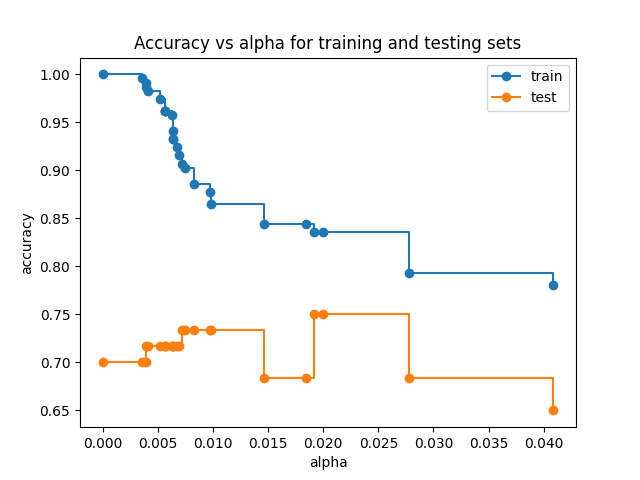 Accuracy vs alpha for training and testing sets
train
test
1.00
0.95
0.90
0.85
0.80
0.75
0.70
0.65
accuracy
0.000 0.005 0.010 0.015 0.020 0.025 0.030 0.035 0.040
alpha